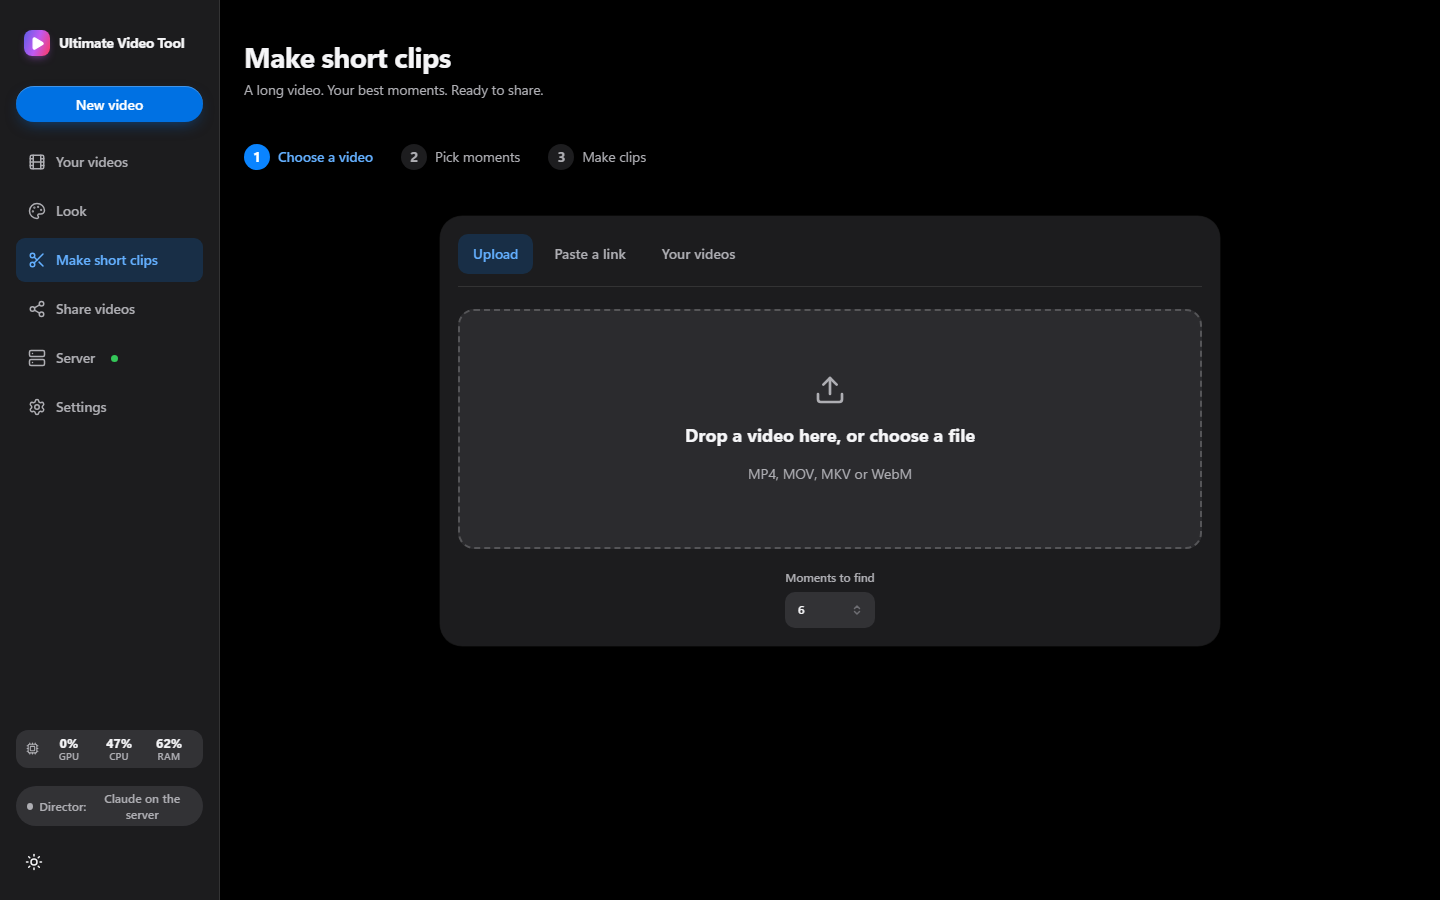 Ultimate Video Tool
New video
Your videos
Look
Make short clips
Share videos
Server
Settings
0% 47% 62%
GPU CPU RAM
Director: Claude on the
server
Make short clips
A long video. Your best moments. Ready to share.
1 Choose a video 2 Pick moments 3 Make clips
Upload Paste a link Your videos
Drop a video here, or choose a file
MP4, MOV, MKV or WebM
Moments to find
6